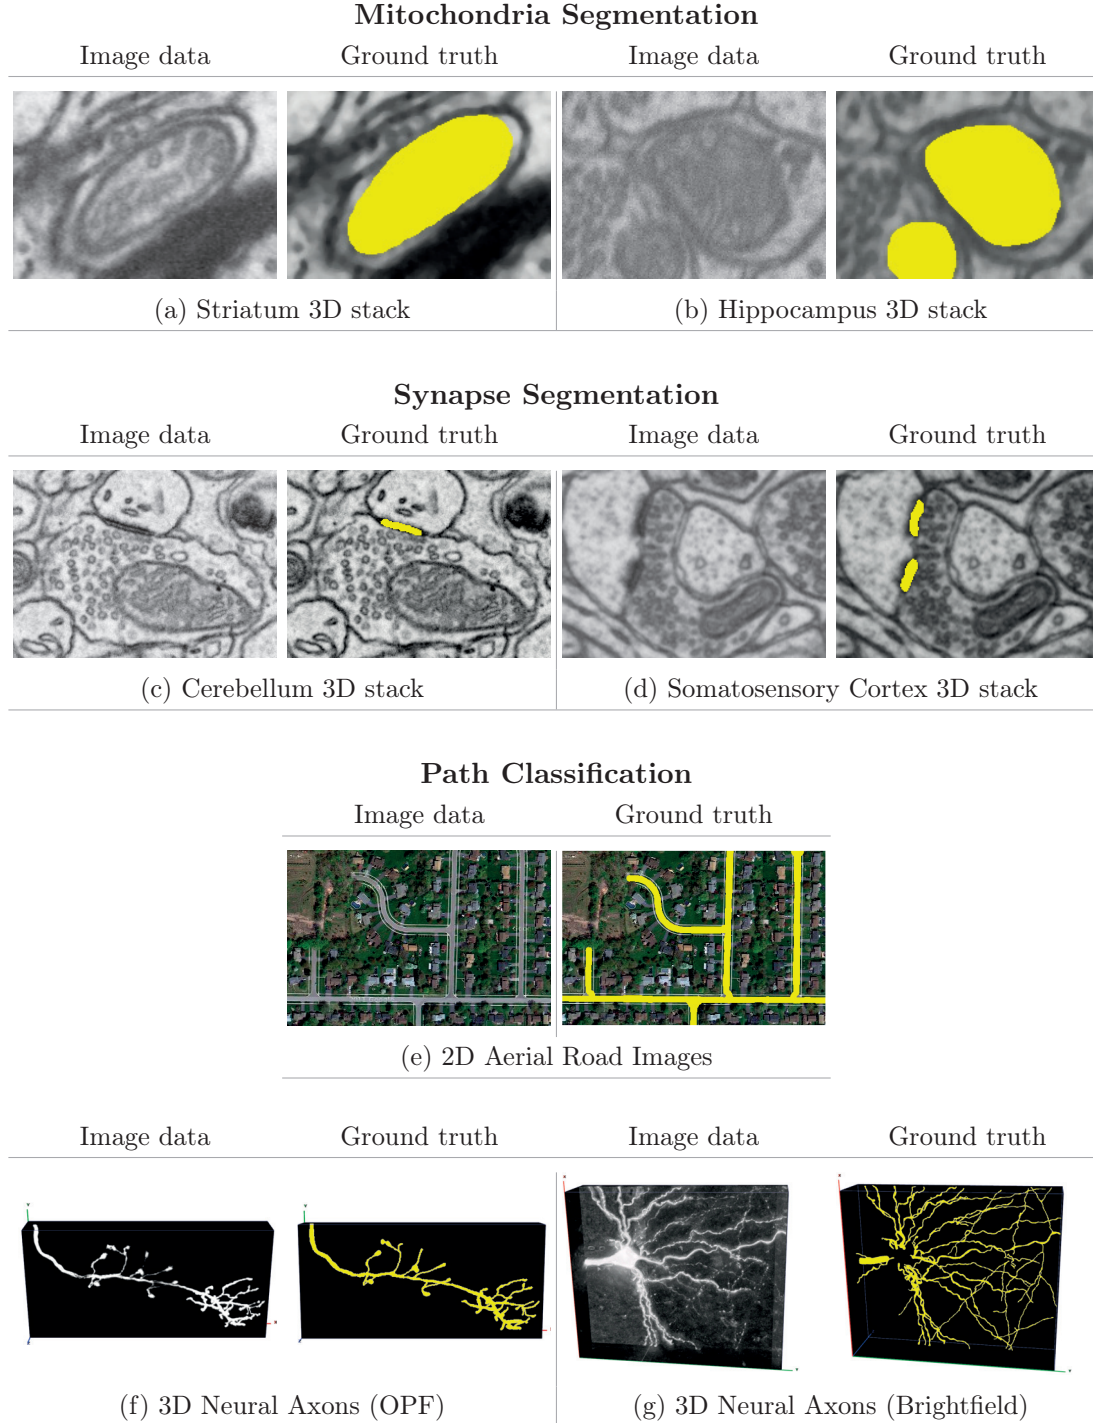 Mitochondria Segmentation
Image data Ground truth Image data Ground truth
(a) Striatum 3D stack (b) Hippocampus 3D stack
Synapse Segmentation
Image data Ground truth Image data Ground truth
(c) Cerebellum 3D stack (d) Somatosensory Cortex 3D stack
Path Classification
Image data Ground truth
(e) 2D Aerial Road Images
Image data Ground truth Image data Ground truth
(f) 3D Neural Axons (OPF) (g) 3D Neural Axons (Brightfield)